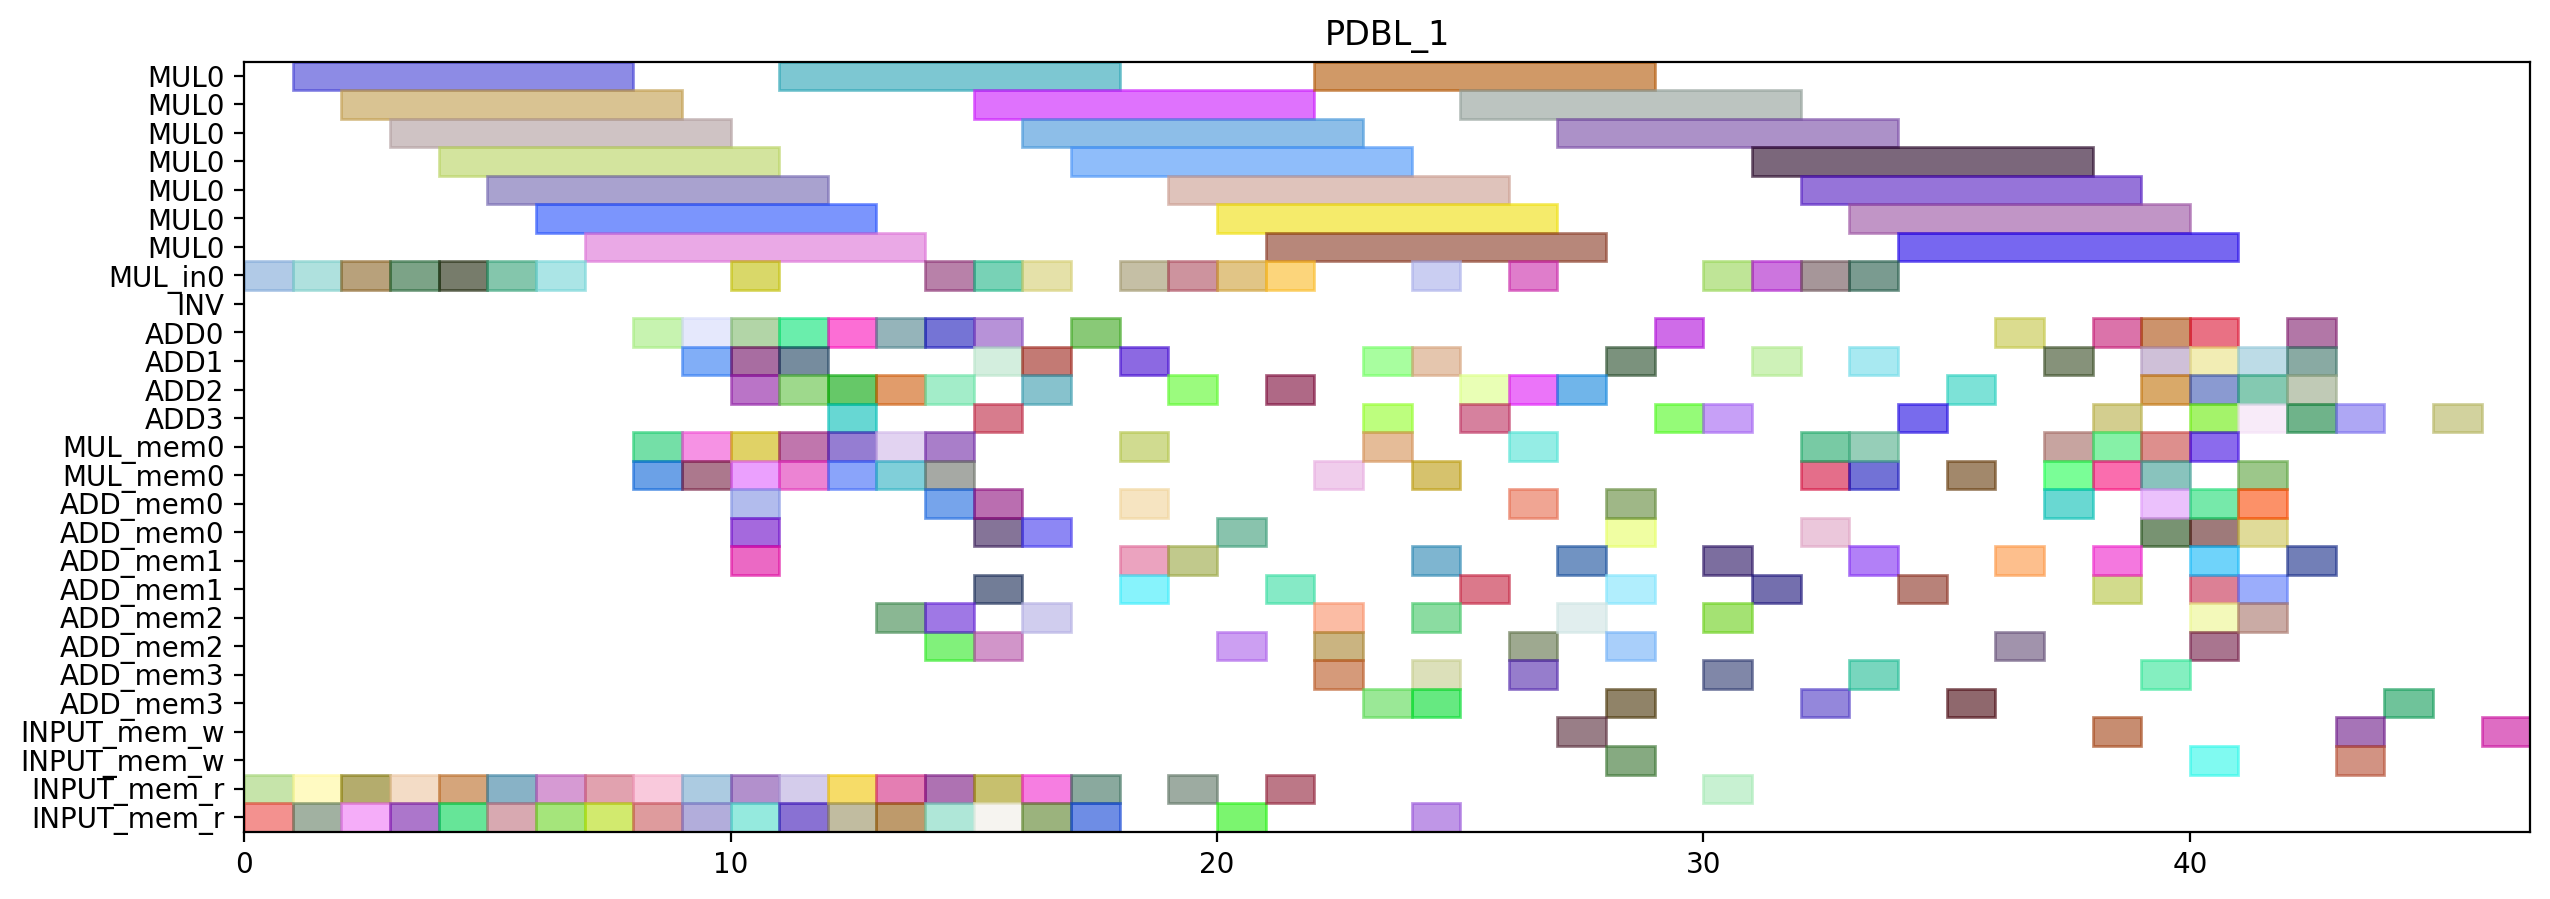 PDBL_1
MUL0
MUL0
MUL0
MUL0
MUL0
MUL0
MUL0
MUL_in0
INV
ADD0
ADD1
ADD2
ADD3
MUL_mem0
MUL_mem0
ADD_mem0
ADD_mem0
ADD_mem1
ADD_mem1
ADD_mem2
ADD_mem2
ADD_mem3
ADD_mem3
INPUT_mem_w
INPUT_mem_w
INPUT_mem_r
INPUT_mem_r
0 10 20 30 40